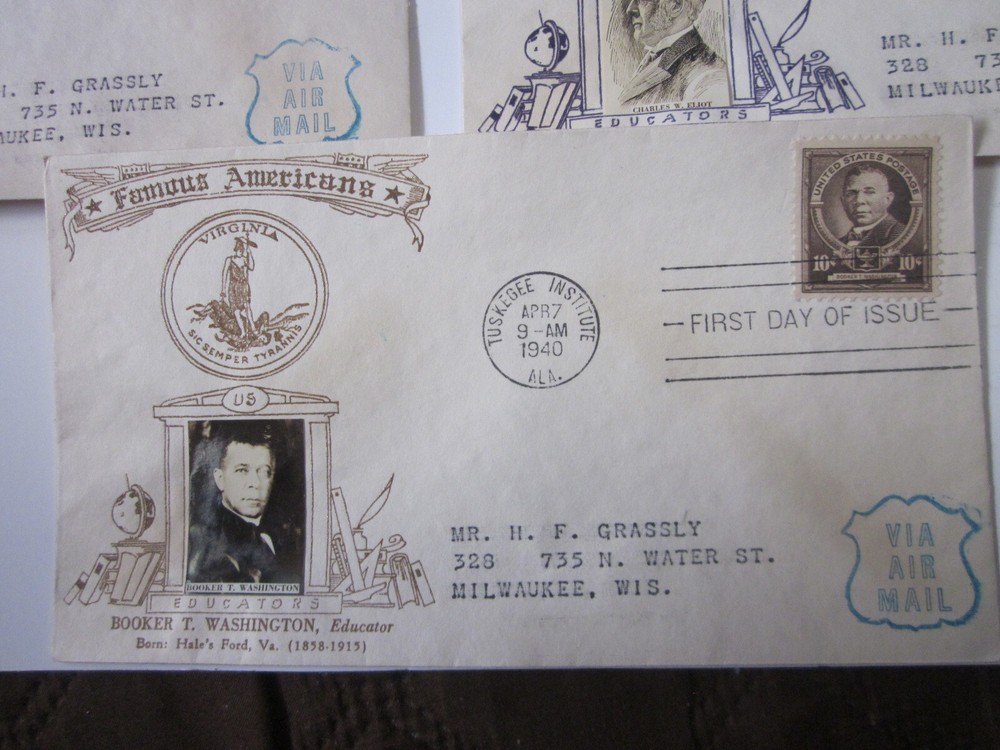 H. F. GRASSLY
735 N. WATER ST.
WIS.
VIA
AIR
MAIL
CHARLES W. ELIOT
EDUCATORS
MR. H. F
328 73
MILWAUK
Famous Americans
VIRGINIA
SIC SEMPER TYRANNIS
US
BOOKER T. WASHINGTON
EDUCATORS
BOOKER T. WASHINGTON, Educator
Born: Hale's Ford, Va. (1858-1915)
TUSKEGEE INSTITUTE
APR 7
9-AM
1940
ALA.
UNITED STATES POSTAGE
10¢ 10¢
BOOKER T. WASHINGTON
FIRST DAY OF ISSUE
MR. H. F. GRASSLY
328 735 N. WATER ST.
MILWAUKEE, WIS.
VIA
AIR
MAIL